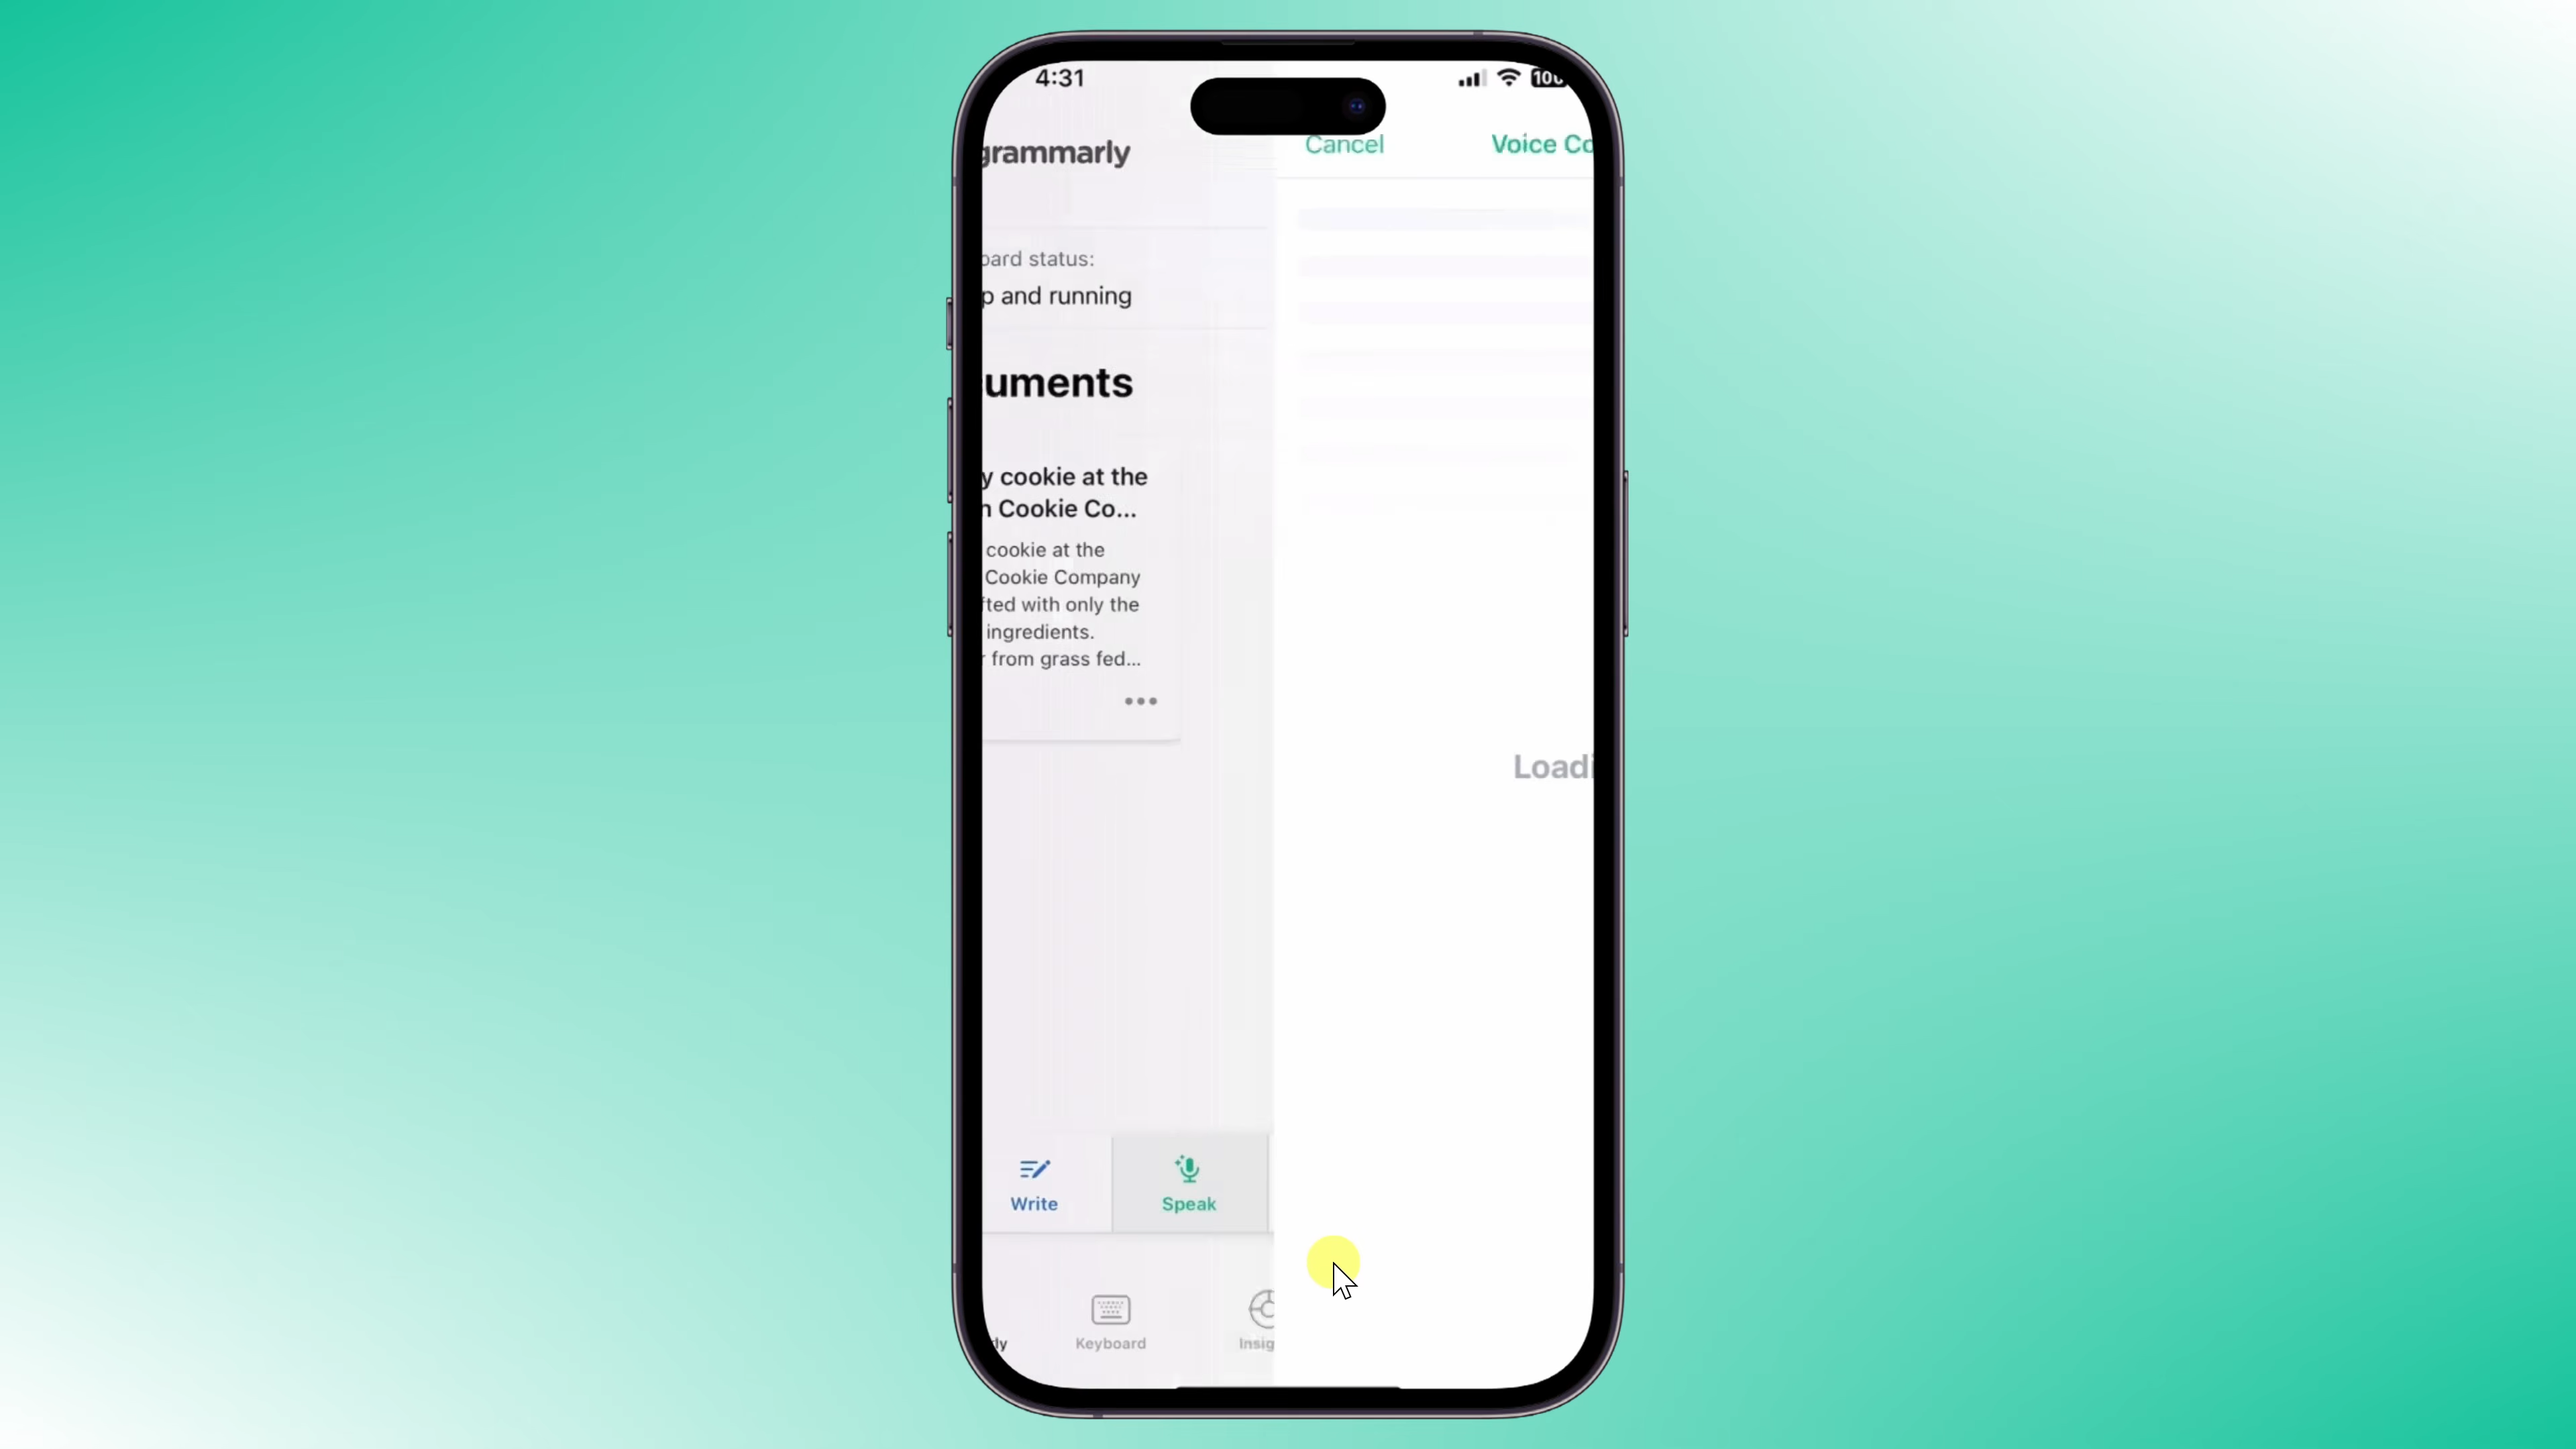 4:31
grammarly
Cancel
Voice Co
oard status:
p and running
uments
y cookie at the
n Cookie Co...
cookie at the
Cookie Company
fted with only the
ingredients.
r from grass fed...
Loadi
Write
Speak
ly
Keyboard
Insig